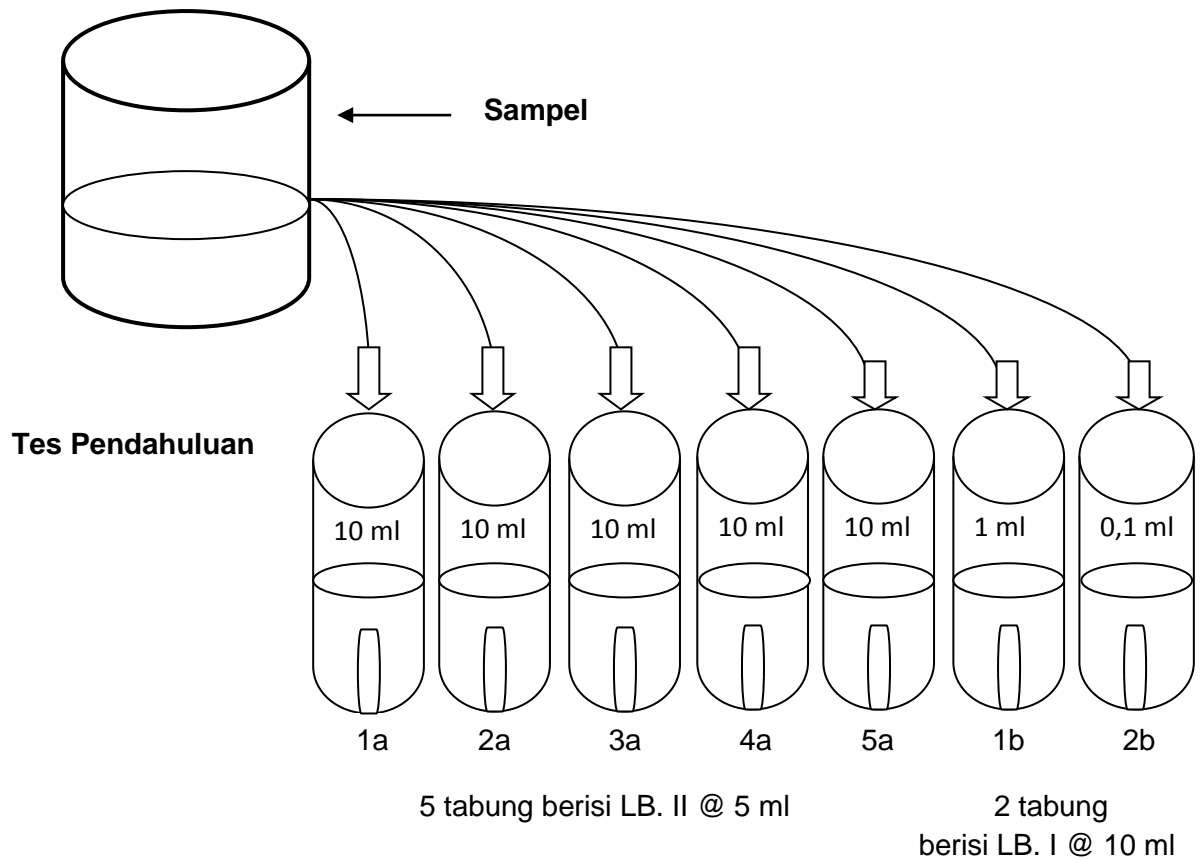 Sampel
Tes Pendahuluan
10 ml 10 ml 10 ml 10 ml 10 ml 1 ml 0,1 ml
1a 2a 3a 4a 5a 1b 2b
5 tabung berisi LB. II @ 5 ml
2 tabung
berisi LB. I @ 10 ml